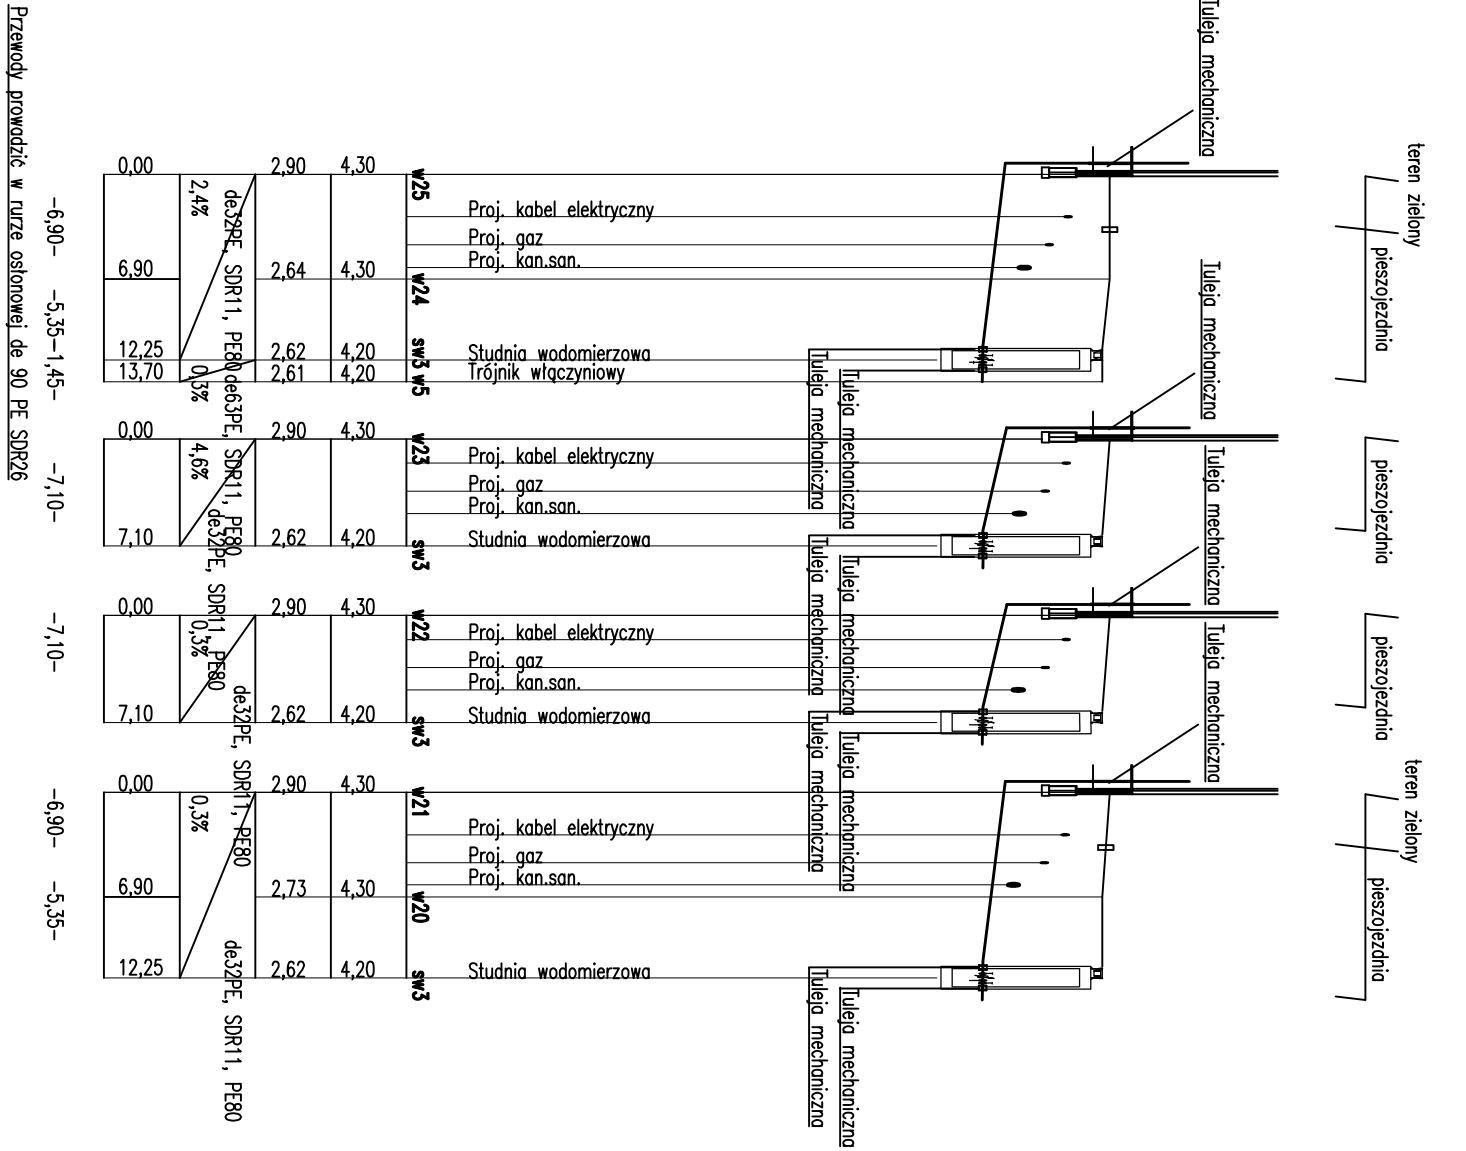 Tuleja mechaniczna
teren zielony
pieszojezdnia
0,00
2,90
4,30
w25
2,4%
de32PE, SDR11, PE80
Proj. kabel elektryczny
Proj. gaz
Proj. kan.san.
-6,90-
6,90
2,64
4,30
w24
Tuleja mechaniczna
-5,35-1,45-
12,25
2,62
4,20
sw3
Studnia wodomierzowa
13,70
0,3%
de63PE, SDR11, PE80
2,61
4,20
w5
Trójnik włączyniowy
Tuleja mechaniczna
Tuleja mechaniczna
Przewody prowadzić w rurze osłonowej de 90 PE SDR26
0,00
2,90
4,30
w23
4,6%
Proj. kabel elektryczny
Proj. gaz
Proj. kan.san.
Tuleja mechaniczna
pieszojezdnia
-7,10-
de32PE, SDR11, PE80
7,10
2,62
4,20
sw3
Studnia wodomierzowa
Tuleja mechaniczna
Tuleja mechaniczna
0,00
2,90
4,30
w22
0,3%
Proj. kabel elektryczny
Proj. gaz
Proj. kan.san.
Tuleja mechaniczna
pieszojezdnia
-7,10-
de32PE, SDR11, PE80
7,10
2,62
4,20
sw3
Studnia wodomierzowa
Tuleja mechaniczna
Tuleja mechaniczna
teren zielony
pieszojezdnia
0,00
2,90
4,30
w21
0,3%
Proj. kabel elektryczny
Proj. gaz
Proj. kan.san.
-6,90-
6,90
2,73
4,30
w20
-5,35-
de32PE, SDR11, PE80
12,25
2,62
4,20
sw3
Studnia wodomierzowa
Tuleja mechaniczna
Tuleja mechaniczna